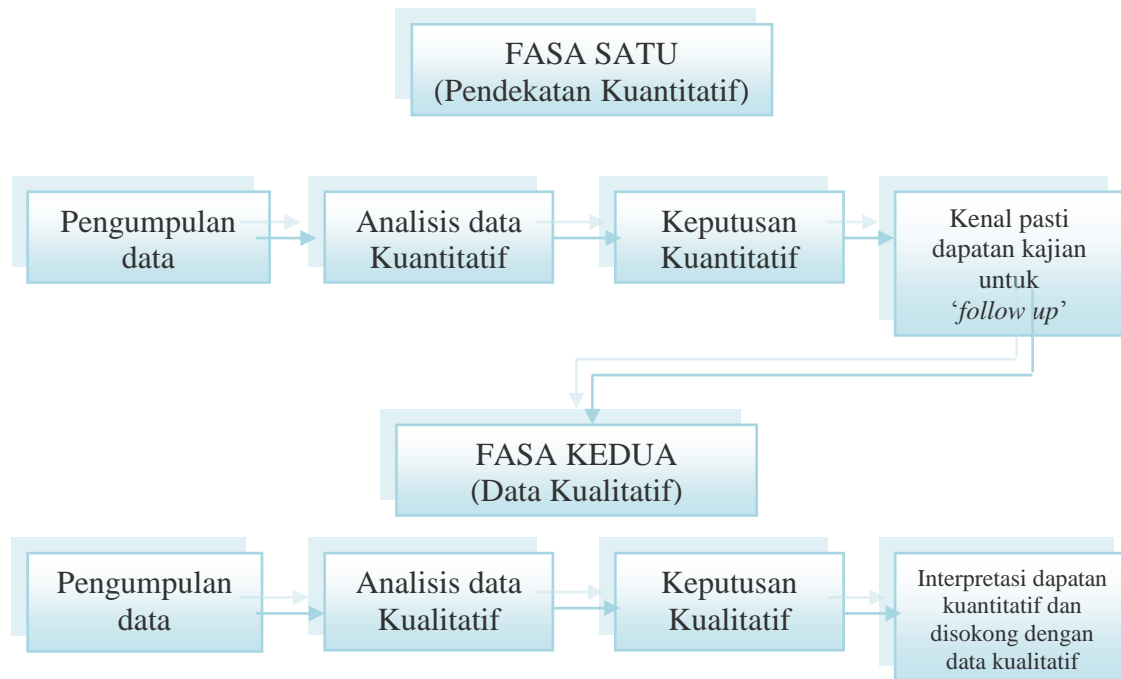 FASA SATU
(Pendekatan Kuantitatif)
Pengumpulan
data
Analisis data
Kuantitatif
Keputusan
Kuantitatif
Kenal pasti
dapatan kajian
untuk
‘follow up’
FASA KEDUA
(Data Kualitatif)
Pengumpulan
data
Analisis data
Kualitatif
Keputusan
Kualitatif
Interpretasi dapatan
kuantitatif dan
disokong dengan
data kualitatif